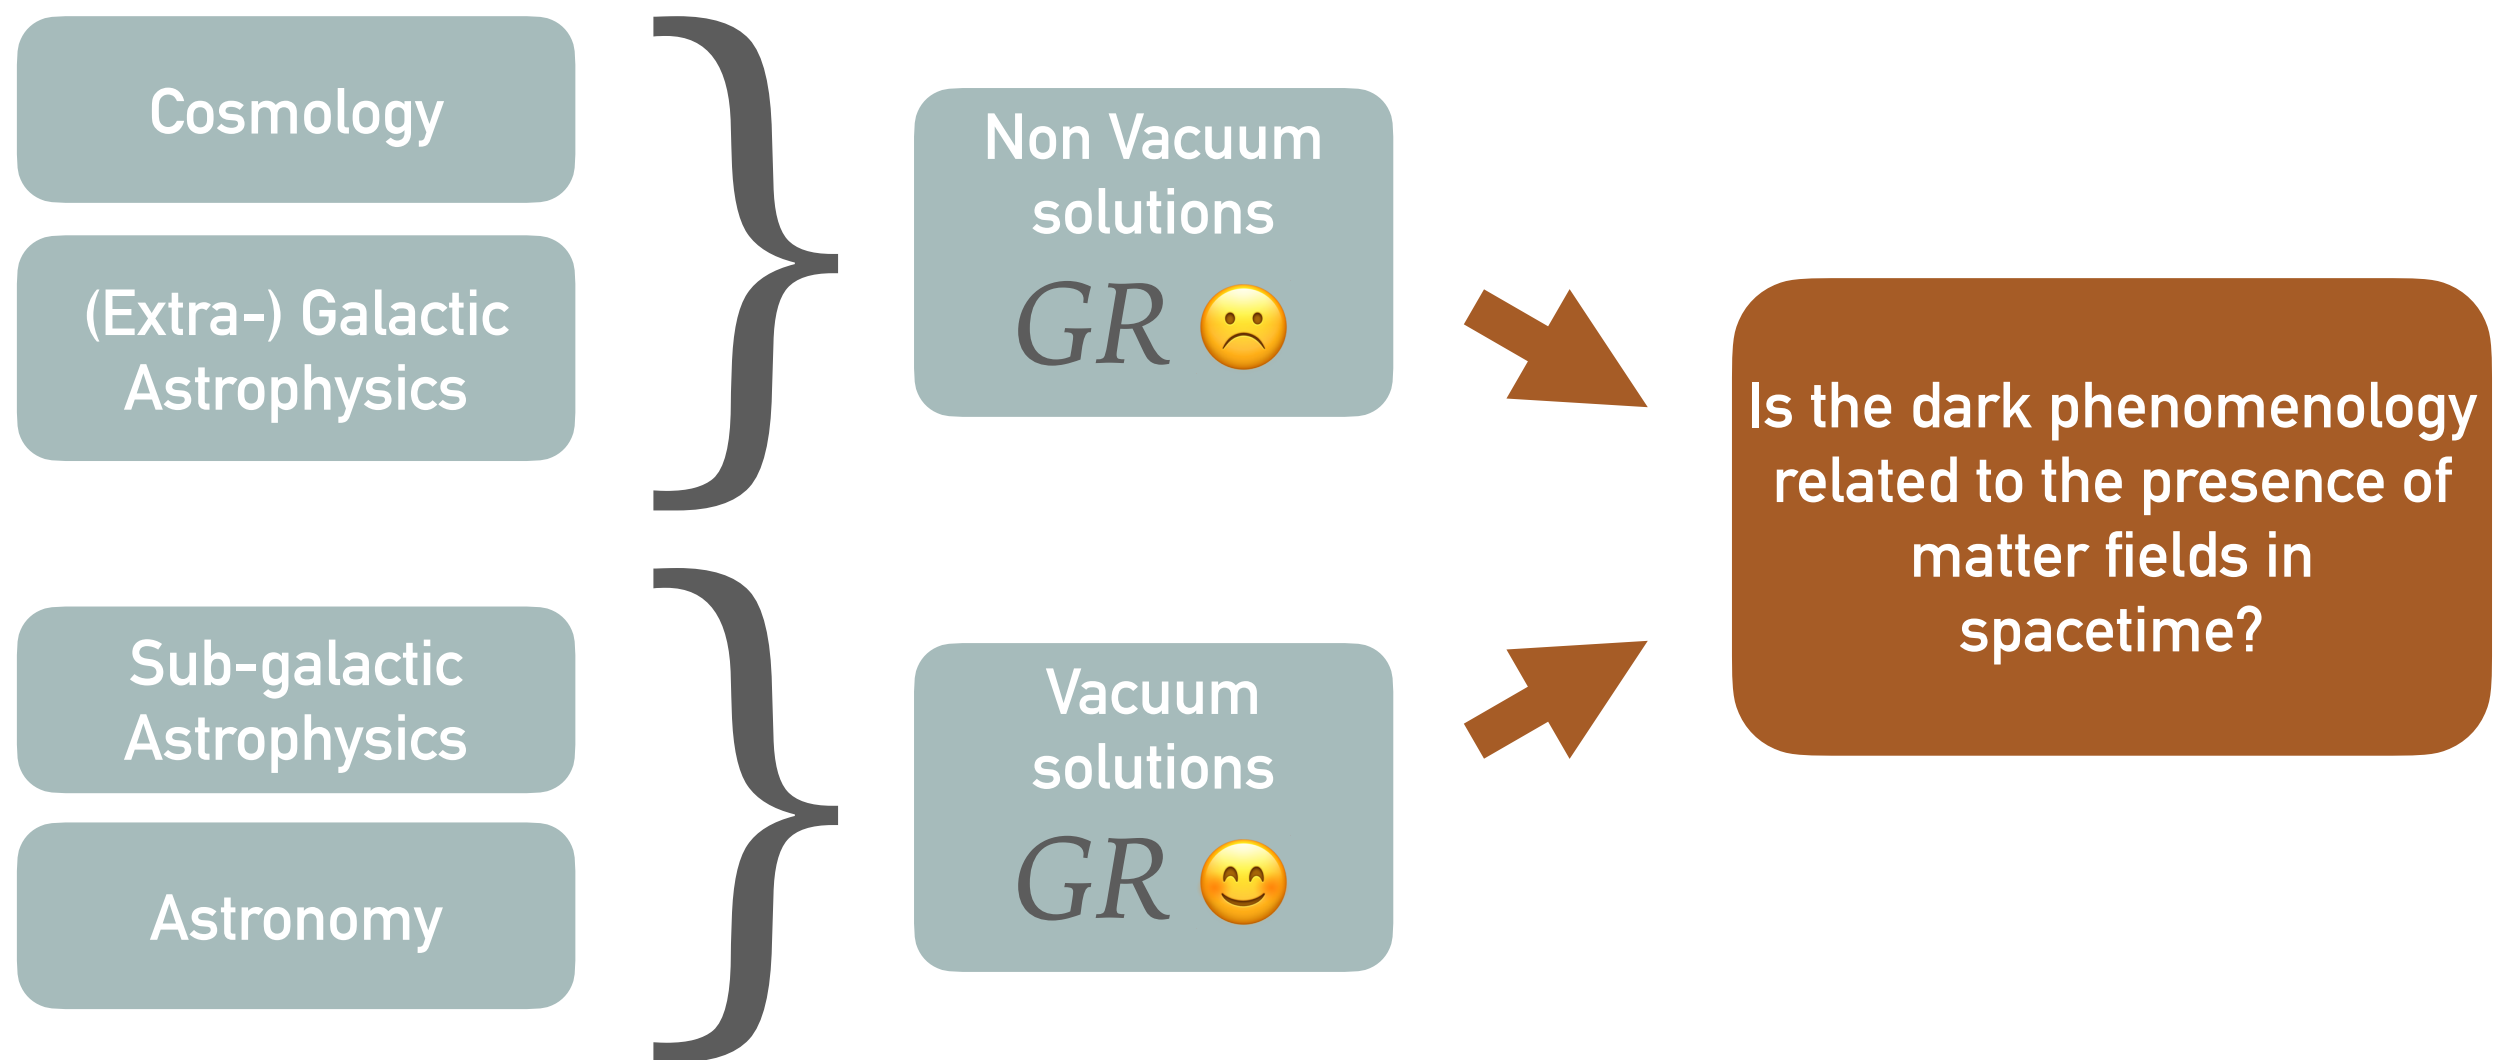 Cosmology
(Extra-) Galactic
Astrophysics
Non Vacuum
solutions
GR ☹️
Sub-galactic
Astrophysics
Astronomy
Vacuum
solutions
GR 😊
Is the dark phenomenology
related to the presence of
matter fields in
spacetime?